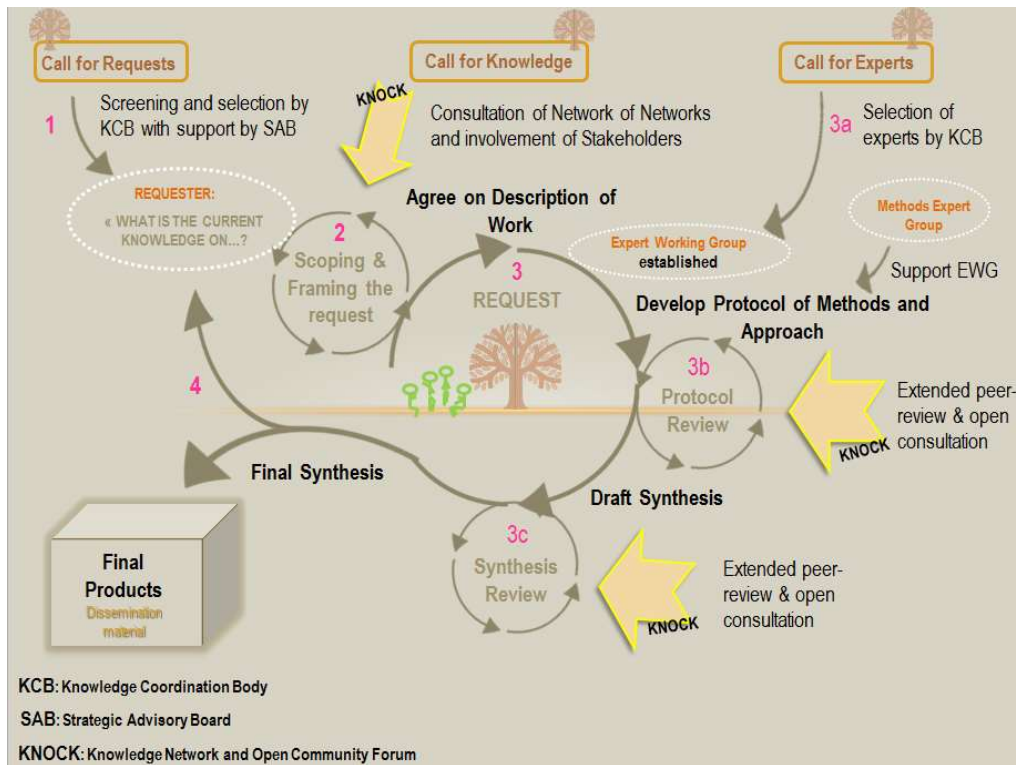 Call for Requests
Call for Knowledge
Call for Experts
1
Screening and selection by
KCB with support by SAB
KNOCK
Consultation of Network of Networks
and involvement of Stakeholders
3a
Selection of
experts by KCB
REQUESTER:
« WHAT IS THE CURRENT
KNOWLEDGE ON...?
2
Scoping &
Framing the
request
Agree on Description of
Work
3
REQUEST
Expert Working Group
established
Methods Expert
Group
Support EWG
Develop Protocol of Methods and
Approach
3b
Protocol
Review
Extended peer-
review & open
consultation
KNOCK
4
Final Synthesis
Draft Synthesis
3c
Synthesis
Review
Extended peer-
review & open
consultation
KNOCK
Final
Products
Dissemination
material
KCB: Knowledge Coordination Body
SAB: Strategic Advisory Board
KNOCK: Knowledge Network and Open Community Forum